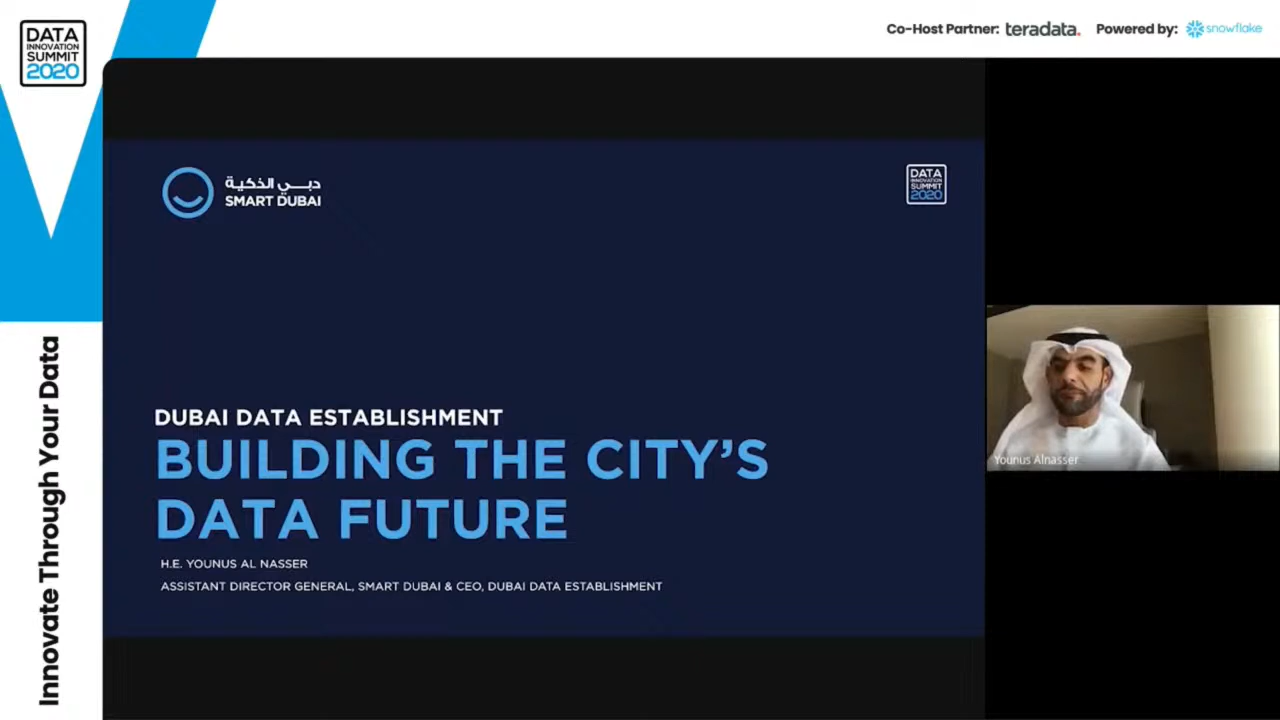 DATA
INNOVATION
SUMMIT
2020
Co-Host Partner: teradata. Powered by: snowflake
دبي الذكية
SMART DUBAI
DATA
INNOVATION
SUMMIT
2020
DUBAI DATA ESTABLISHMENT
BUILDING THE CITY'S
DATA FUTURE
H.E. YOUNUS AL NASSER
ASSISTANT DIRECTOR GENERAL, SMART DUBAI & CEO, DUBAI DATA ESTABLISHMENT
Younus Alnasser
Innovate Through Your Data